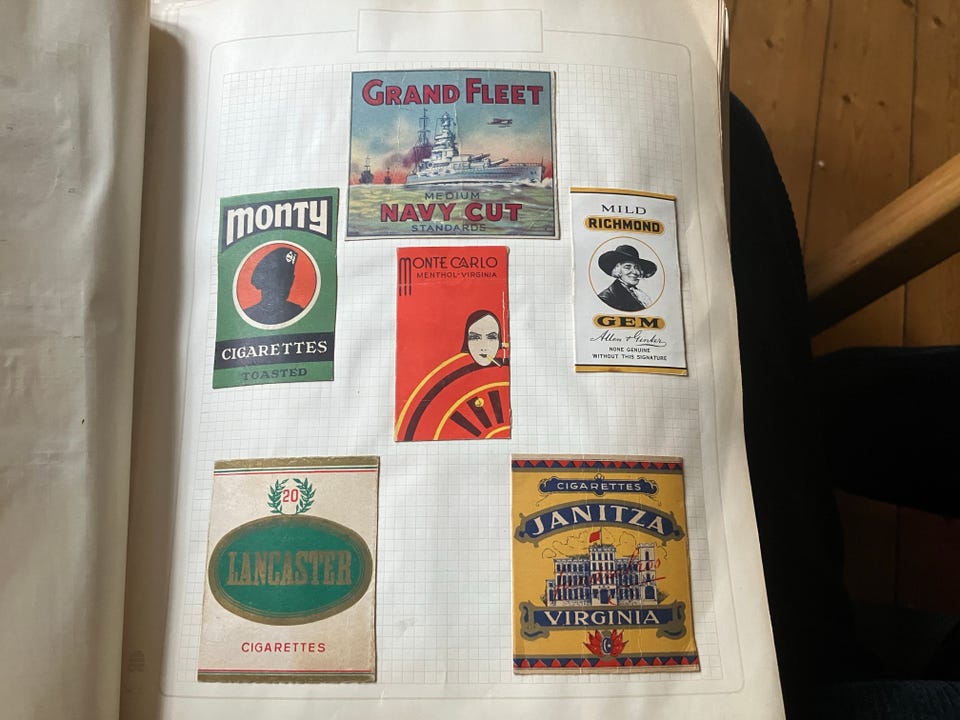 GRAND FLEET
MEDIUM
NAVY CUT
STANDARDS
monty
CIGARETTES
TOASTED
MONTE CARLO
MENTHOL-VIRGINIA
MILD
RICHMOND
GEM
Allen & Ginter
NONE GENUINE
WITHOUT THIS SIGNATURE
20
LANCASTER
CIGARETTES
CIGARETTES
JANITZA
VIRGINIA